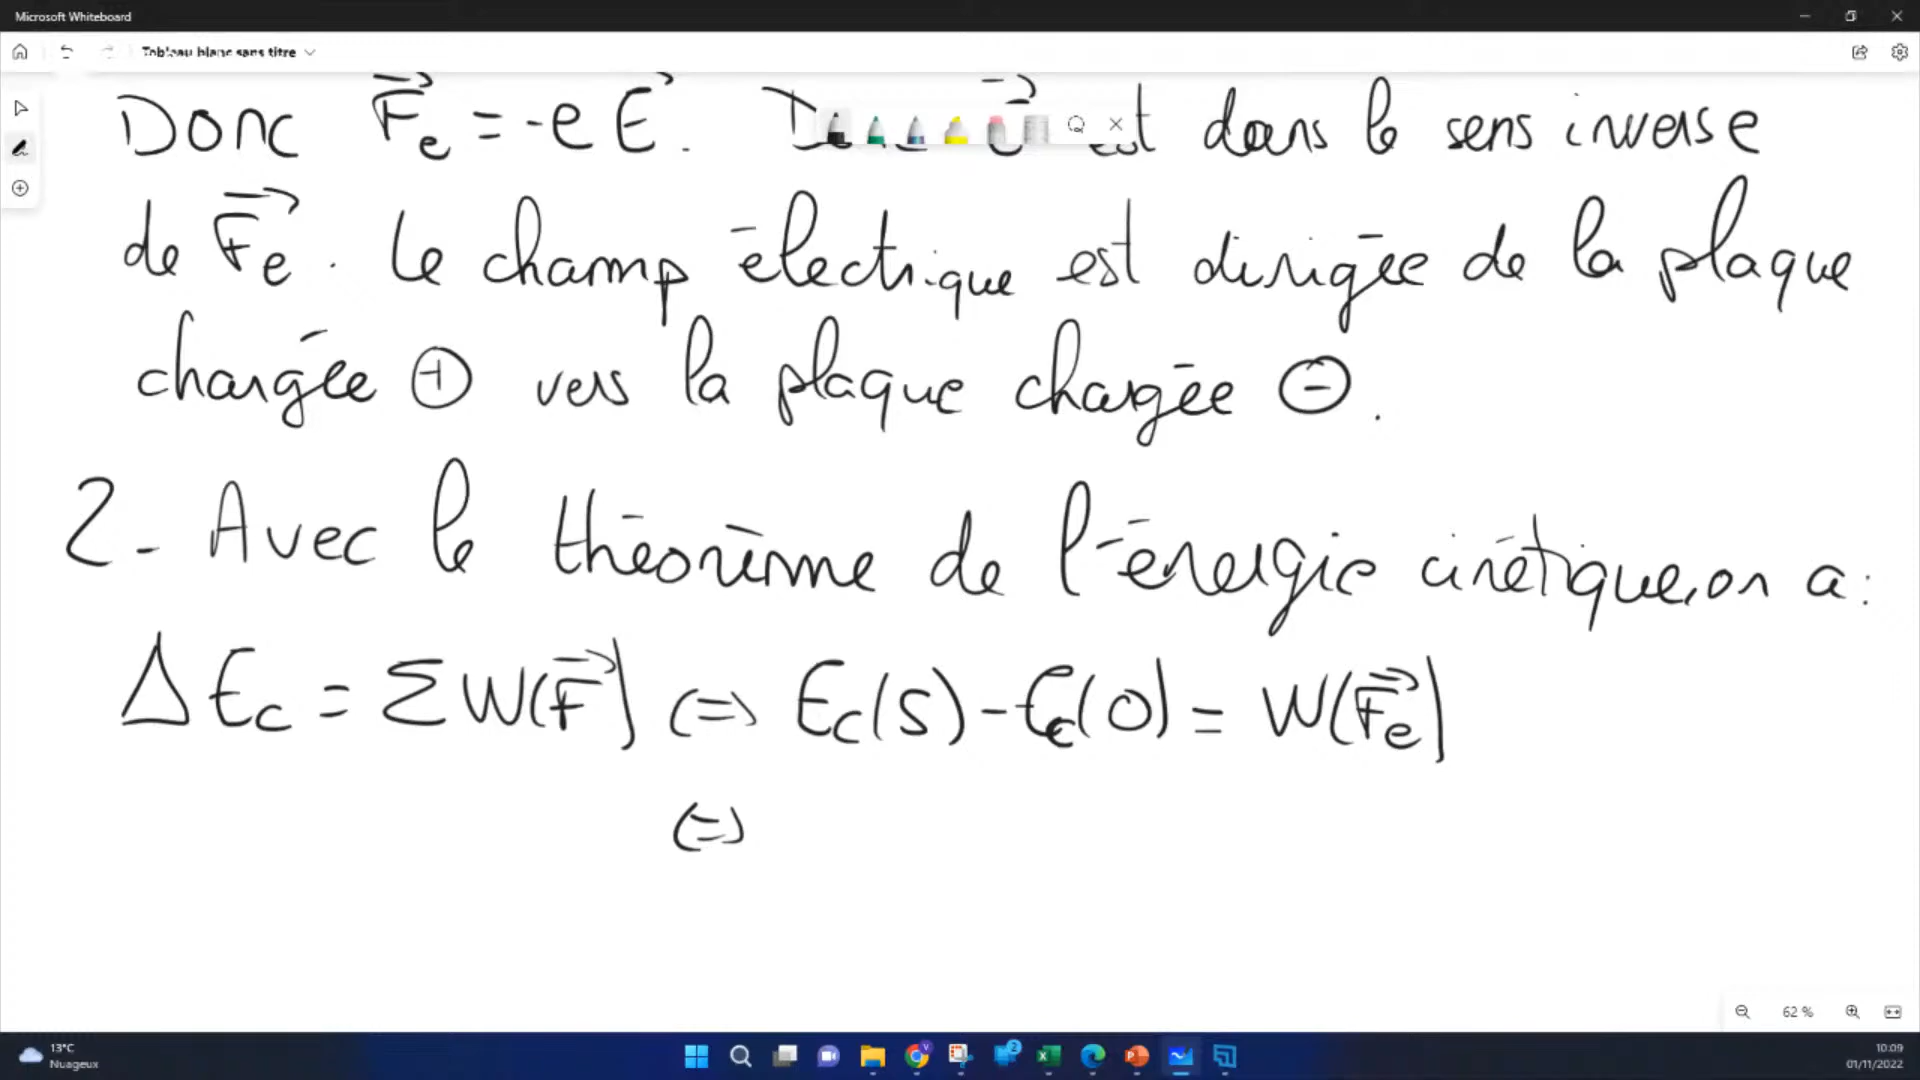 Microsoft Whiteboard
Tableau blanc sans titre
Donc F⃗e = -e E⃗. Donc E⃗ est dans le sens inverse
de F⃗e. Le champ électrique est dirigée de la plaque
chargée ⊕ vers la plaque chargée ⊖.
2- Avec le théorème de l'énergie cinétique, on a :
ΔEc = ΣW(F⃗) ⇔ Ec(S) - Ec(O) = W(F⃗e)
⇔
62 %
13°C
Nuageux
2
10:09
01/11/2022